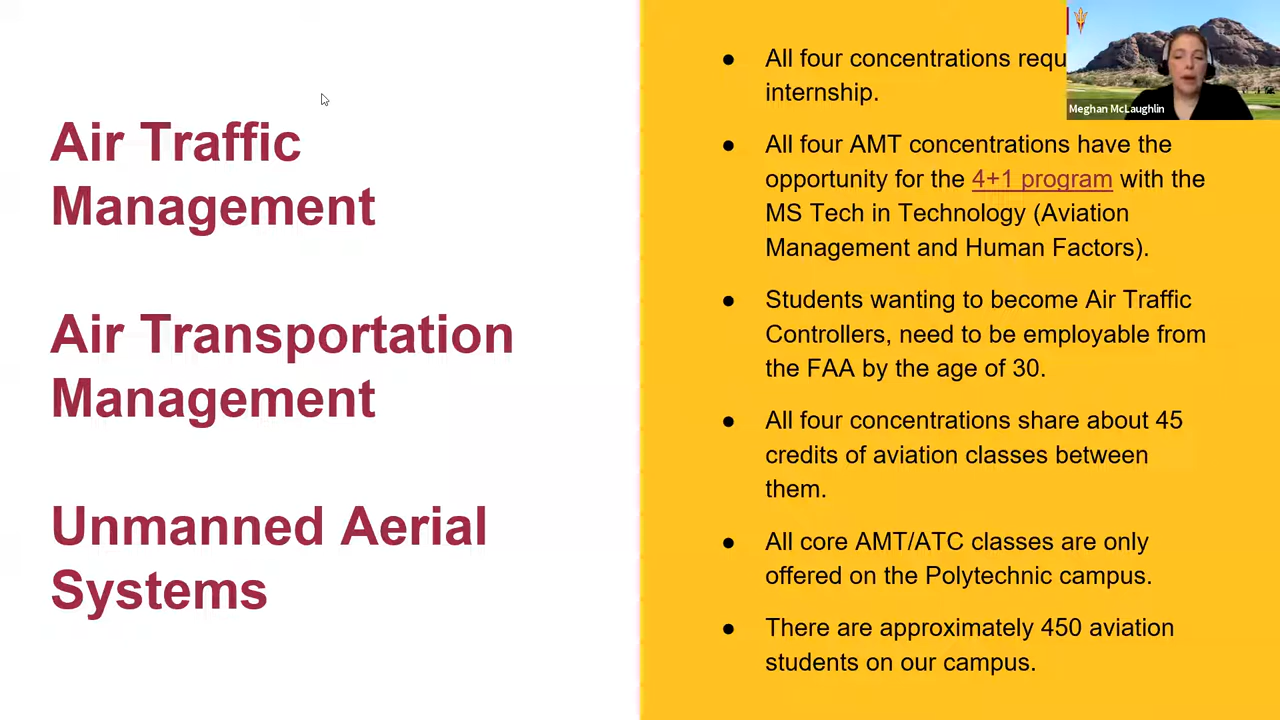 Air Traffic
Management
Air Transportation
Management
Unmanned Aerial
Systems
● All four concentrations requ
internship.
● All four AMT concentrations have the
opportunity for the 4+1 program with the
MS Tech in Technology (Aviation
Management and Human Factors).
● Students wanting to become Air Traffic
Controllers, need to be employable from
the FAA by the age of 30.
● All four concentrations share about 45
credits of aviation classes between
them.
● All core AMT/ATC classes are only
offered on the Polytechnic campus.
● There are approximately 450 aviation
students on our campus.
Meghan McLaughlin